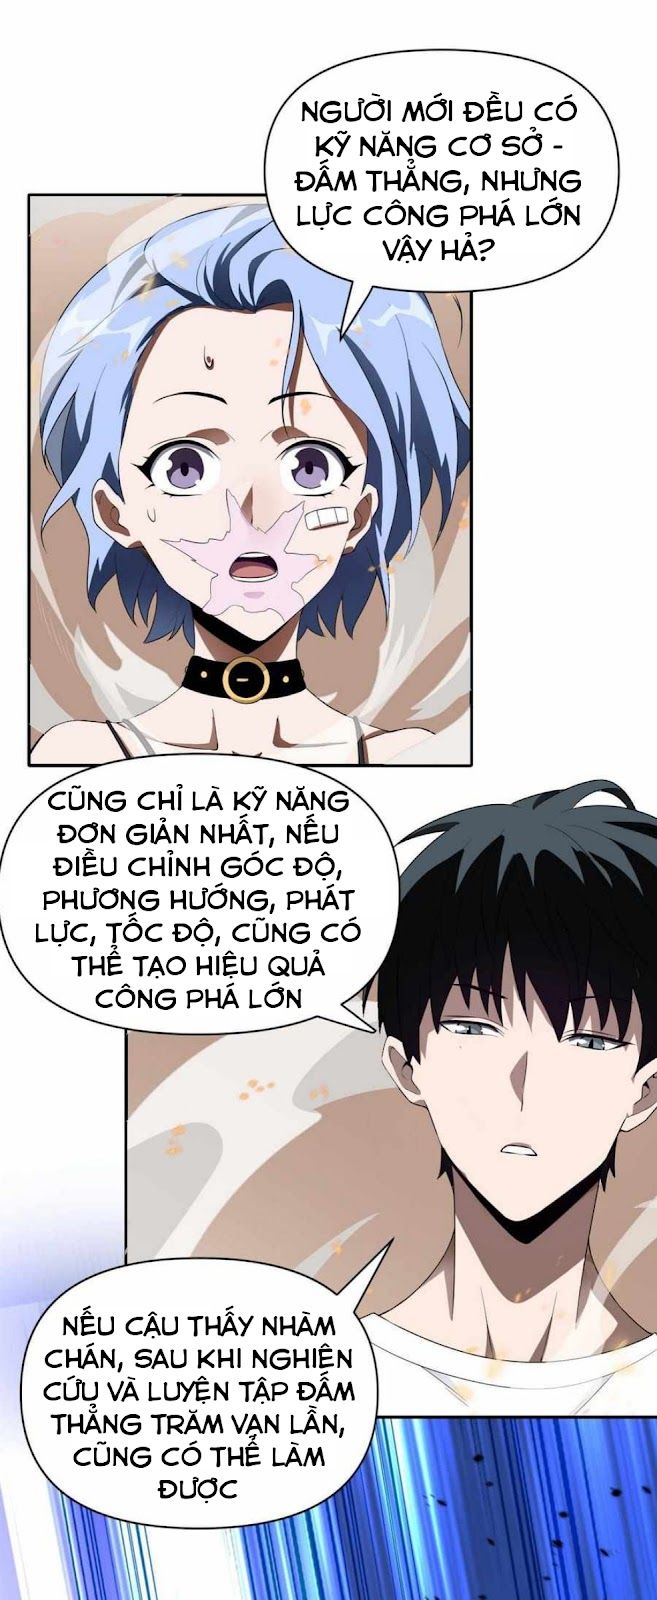 NGƯỜI MỚI ĐỀU CÓ
KỸ NĂNG CƠ SỞ -
ĐẤM THẲNG, NHƯNG
LỰC CÔNG PHÁ LỚN
VẬY HẢ?
CŨNG CHỈ LÀ KỸ NĂNG
ĐƠN GIẢN NHẤT, NẾU
ĐIỀU CHỈNH GÓC ĐỘ,
PHƯƠNG HƯỚNG, PHÁT
LỰC, TỐC ĐỘ, CŨNG CÓ
THỂ TẠO HIỆU QUẢ
CÔNG PHÁ LỚN
NẾU CẬU THẤY NHÀM
CHÁN, SAU KHI NGHIÊN
CỨU VÀ LUYỆN TẬP ĐẤM
THẲNG TRĂM VẠN LẦN,
CŨNG CÓ THỂ LÀM
ĐƯỢC